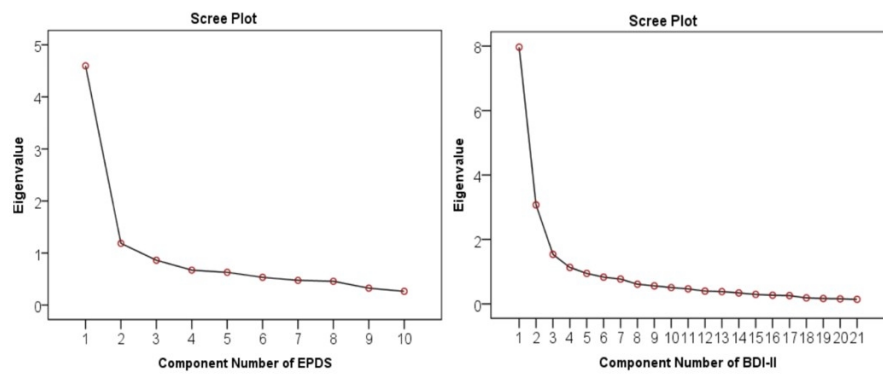 Scree Plot
5
4
3
2
1
0
Eigenvalue
1 2 3 4 5 6 7 8 9 10
Component Number of EPDS
Scree Plot
8
6
4
2
0
Eigenvalue
1 2 3 4 5 6 7 8 9 10 11 12 13 14 15 16 17 18 19 20 21
Component Number of BDI-II